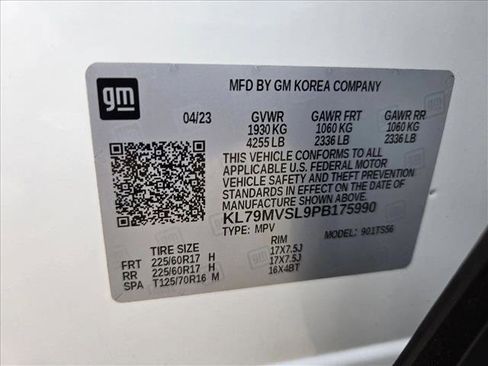 gm
MFD BY GM KOREA COMPANY
04/23 GVWR GAWR FRT GAWR RR
1930 KG 1060 KG 1060 KG
4255 LB 2336 LB 2336 LB
THIS VEHICLE CONFORMS TO ALL
APPLICABLE U.S. FEDERAL MOTOR
VEHICLE SAFETY AND THEFT PREVENTION
STANDARDS IN EFFECT ON THE DATE OF
MANUFACTURE SHOWN ABOVE.
KL79MVSL9PB175990
TYPE: MPV MODEL: 901TS56
TIRE SIZE RIM
FRT 225/60R17 H 17X7.5J
RR 225/60R17 H 17X7.5J
SPA T125/70R16 M 16X4BT